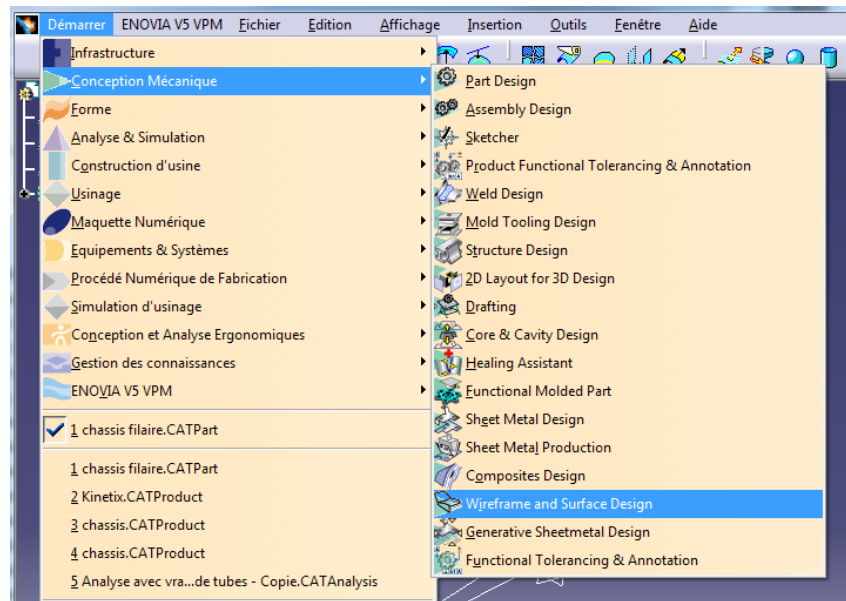 Démarrer ENOVIA V5 VPM Fichier Edition Affichage Insertion Outils Fenêtre Aide
Infrastructure
Conception Mécanique
Forme
Analyse & Simulation
Construction d'usine
Usinage
Maquette Numérique
Equipements & Systèmes
Procédé Numérique de Fabrication
Simulation d'usinage
Conception et Analyse Ergonomiques
Gestion des connaissances
ENOVIA V5 VPM
1 chassis filaire.CATPart
1 chassis filaire.CATPart
2 Kinetix.CATProduct
3 chassis.CATProduct
4 chassis.CATProduct
5 Analyse avec vra...de tubes - Copie.CATAnalysis
Part Design
Assembly Design
Sketcher
Product Functional Tolerancing & Annotation
Weld Design
Mold Tooling Design
Structure Design
2D Layout for 3D Design
Drafting
Core & Cavity Design
Healing Assistant
Functional Molded Part
Sheet Metal Design
Sheet Metal Production
Composites Design
Wireframe and Surface Design
Generative Sheetmetal Design
Functional Tolerancing & Annotation